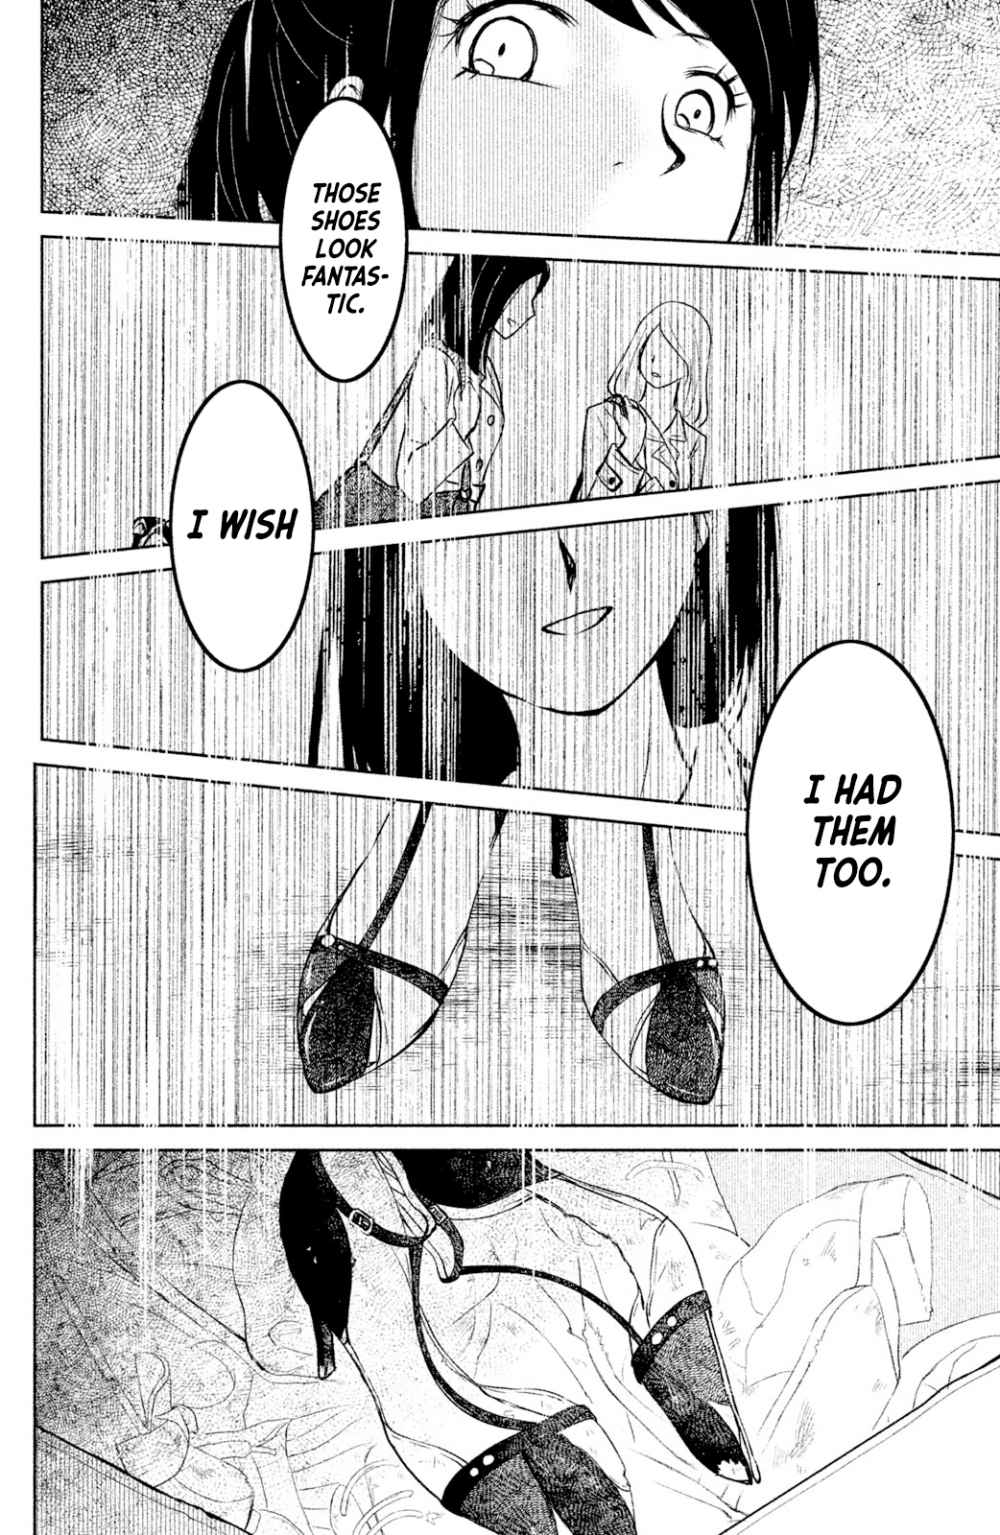 THOSE
SHOES
LOOK
FANTAS-
TIC.
I WISH
I HAD
THEM
TOO.